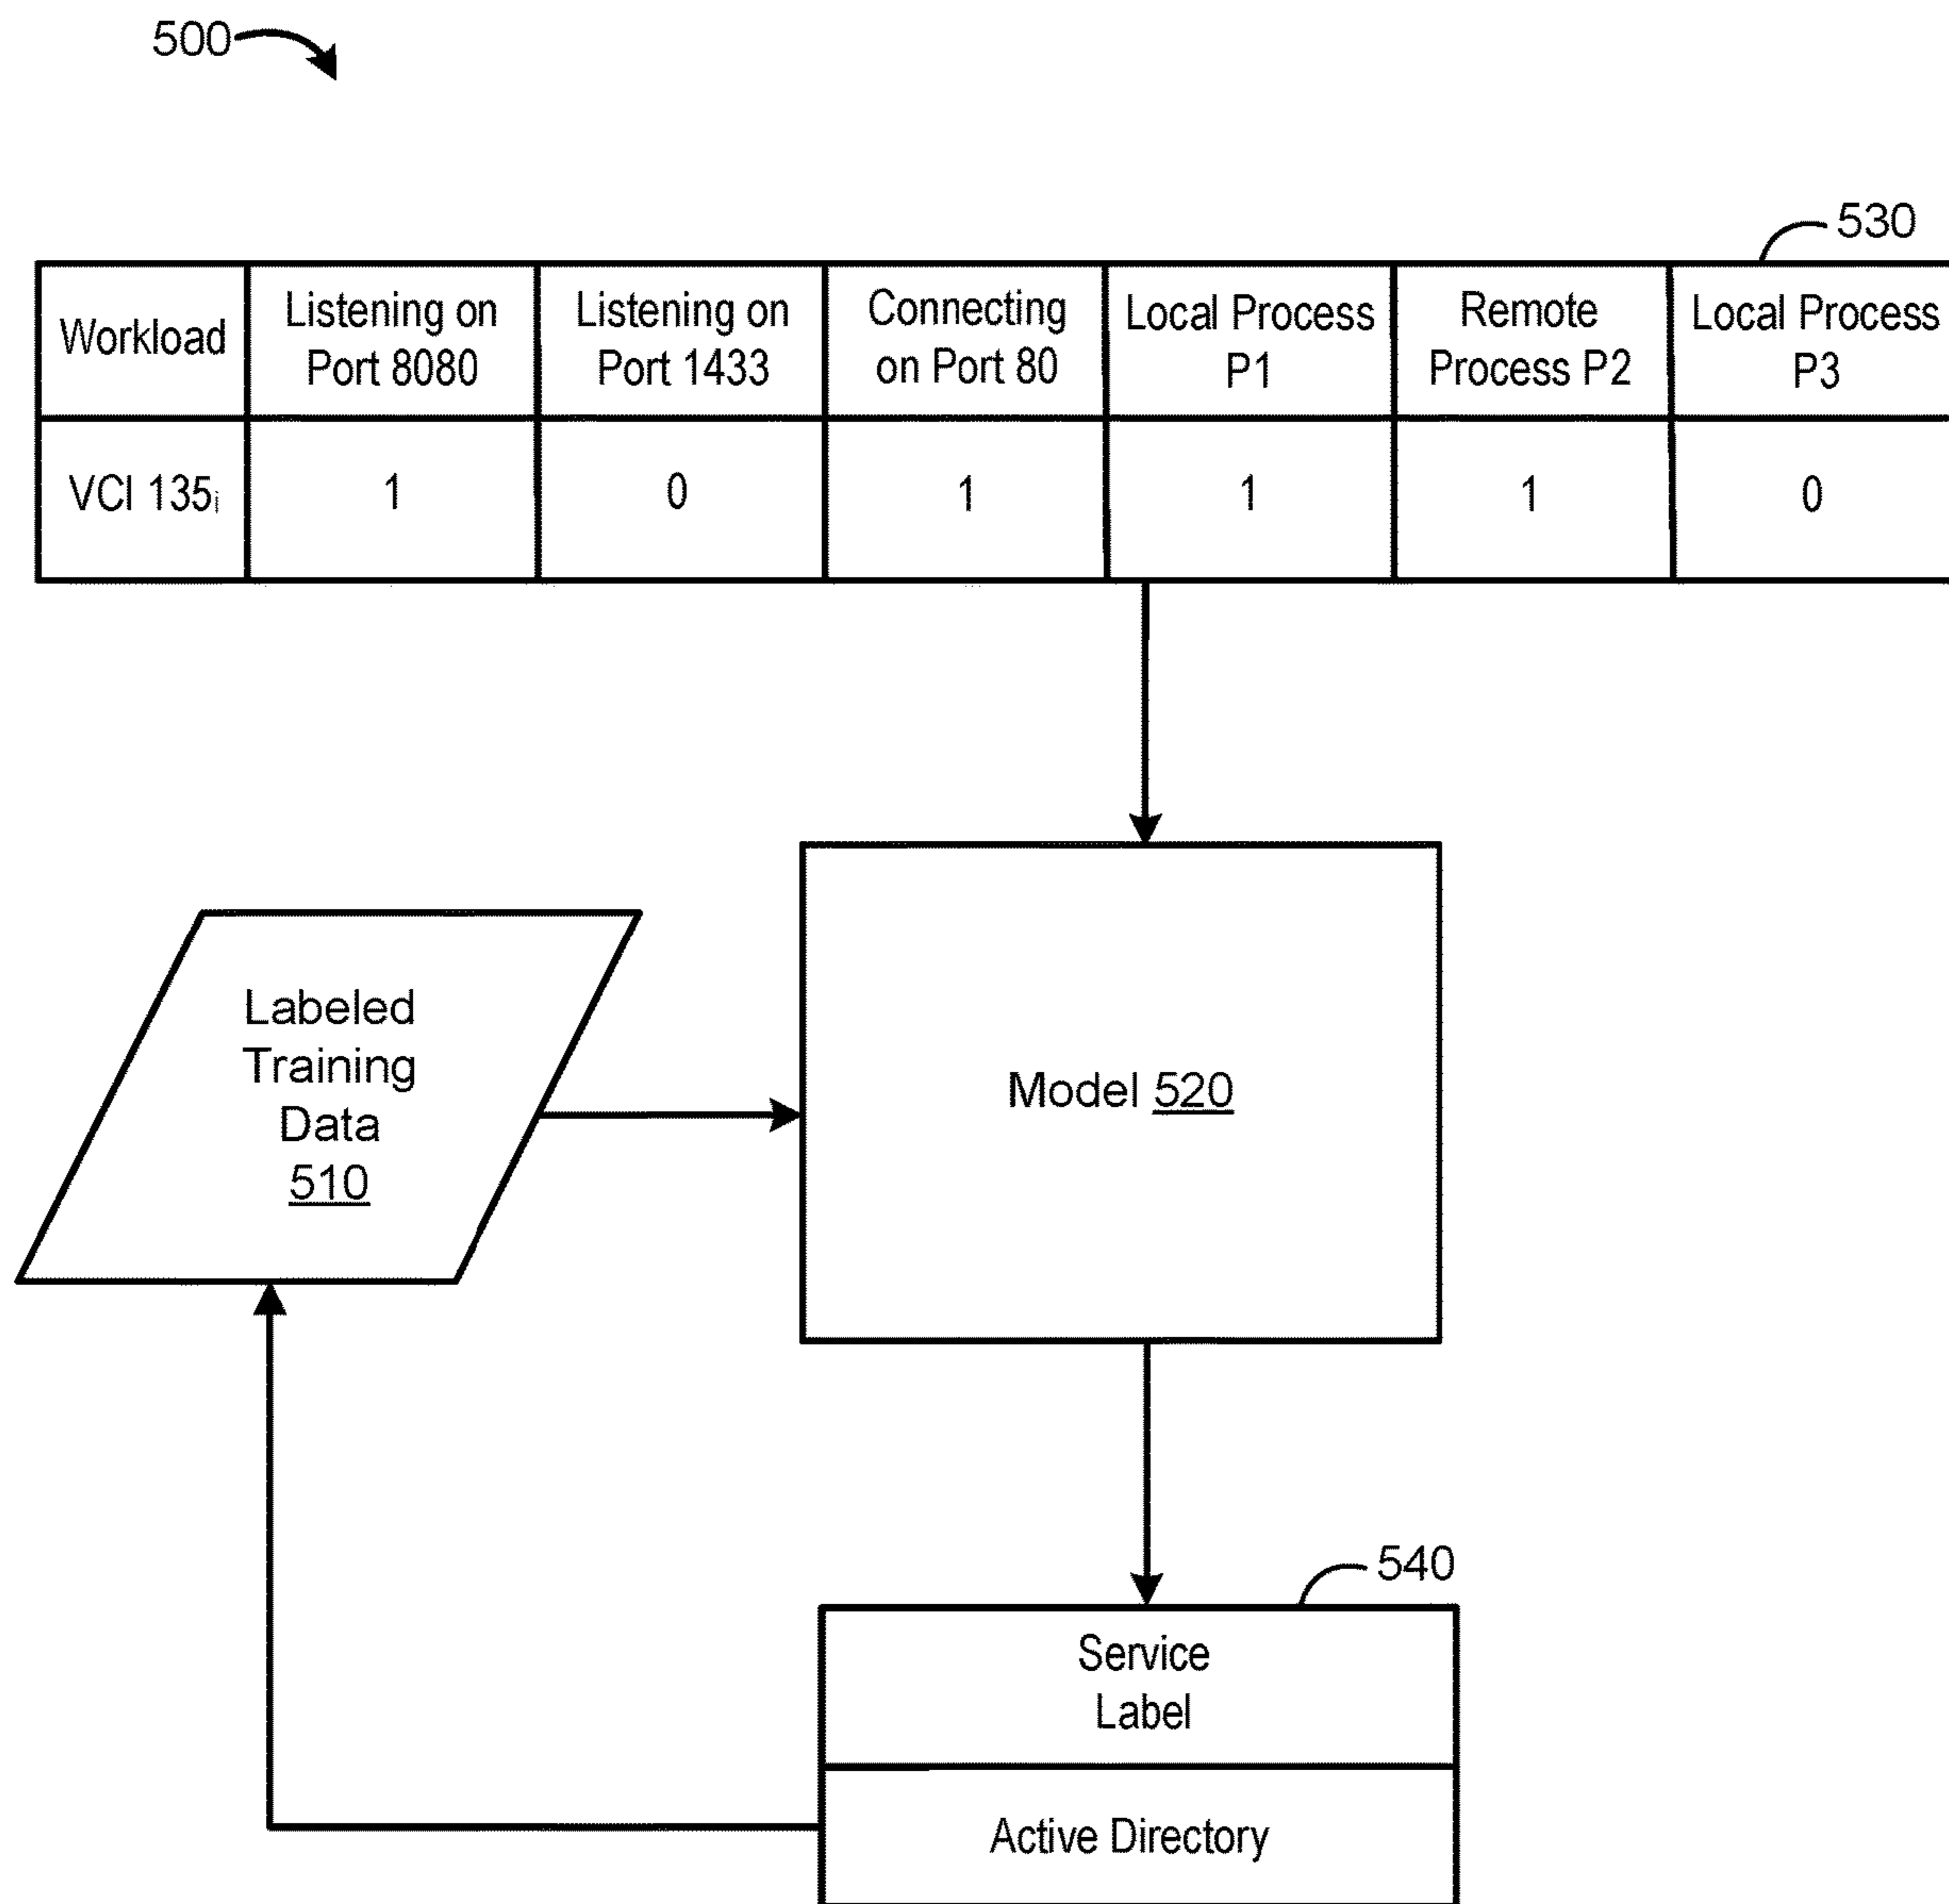 500
530
Workload
Listening on
Port 8080
Listening on
Port 1433
Connecting
on Port 80
Local Process
P1
Remote
Process P2
Local Process
P3
VCI 135i
1
0
1
1
1
0
Labeled
Training
Data
510
Model 520
540
Service
Label
Active Directory